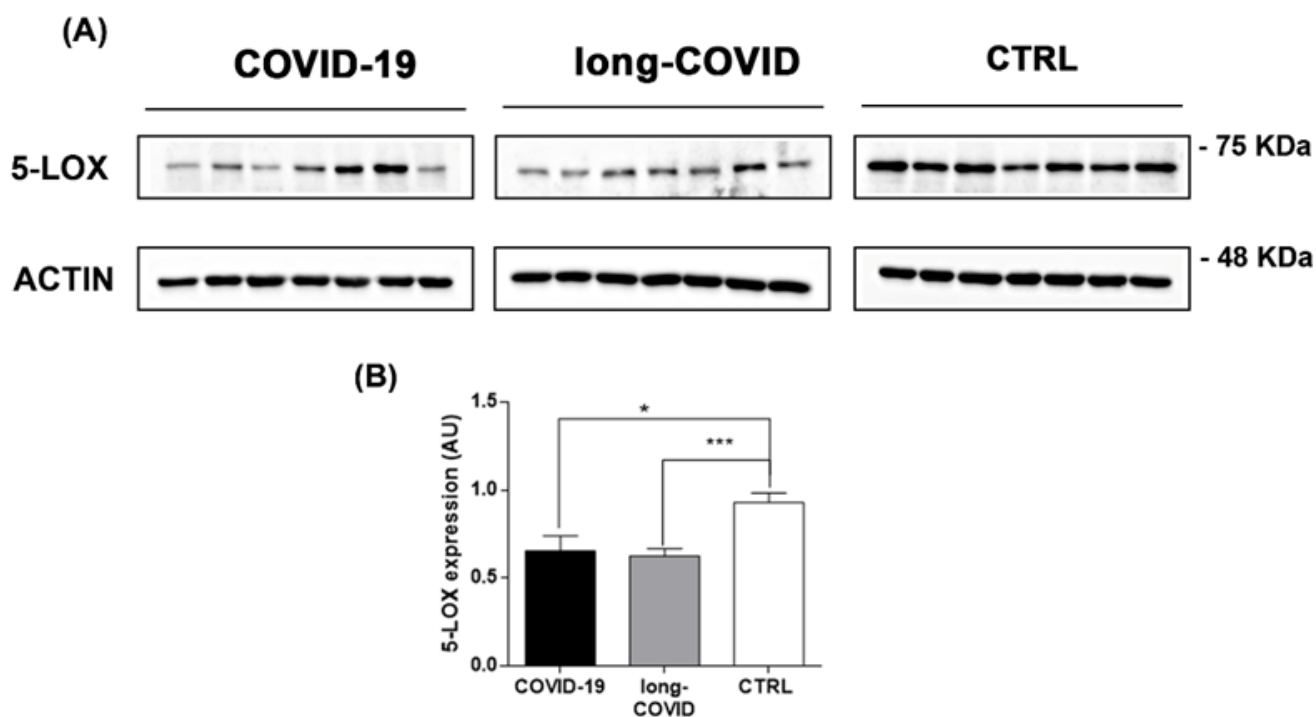 (A)
COVID-19
long-COVID
CTRL
5-LOX
- 75 KDa
ACTIN
- 48 KDa
(B)
5-LOX expression (AU)
1.5
1.0
0.5
0.0
*
***
COVID-19
long-
COVID
CTRL